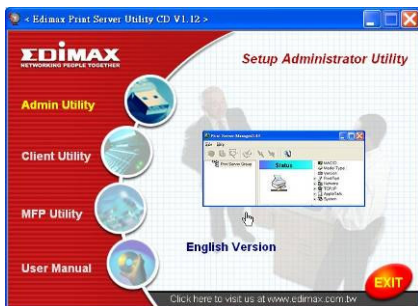 < Edimax Print Server Utility CD V1.12 >
EDIMAX
NETWORKING PEOPLE TOGETHER
Setup Administrator Utility
Admin Utility
Client Utility
MFP Utility
User Manual
Print Server Group
Status
English Version
EXIT
Click here to visit us at www.edimax.com.tw